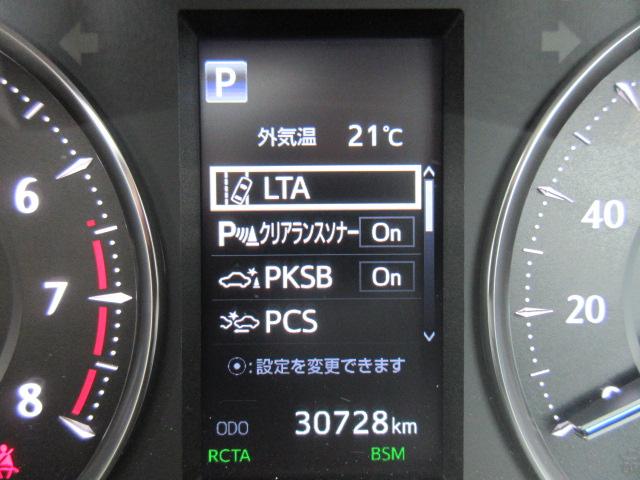 P
外気温 21℃
LTA
Pクリアランスソナー On
PKSB On
PCS
:設定を変更できます
ODO 30728km
RCTA BSM
6
7
8
40
20